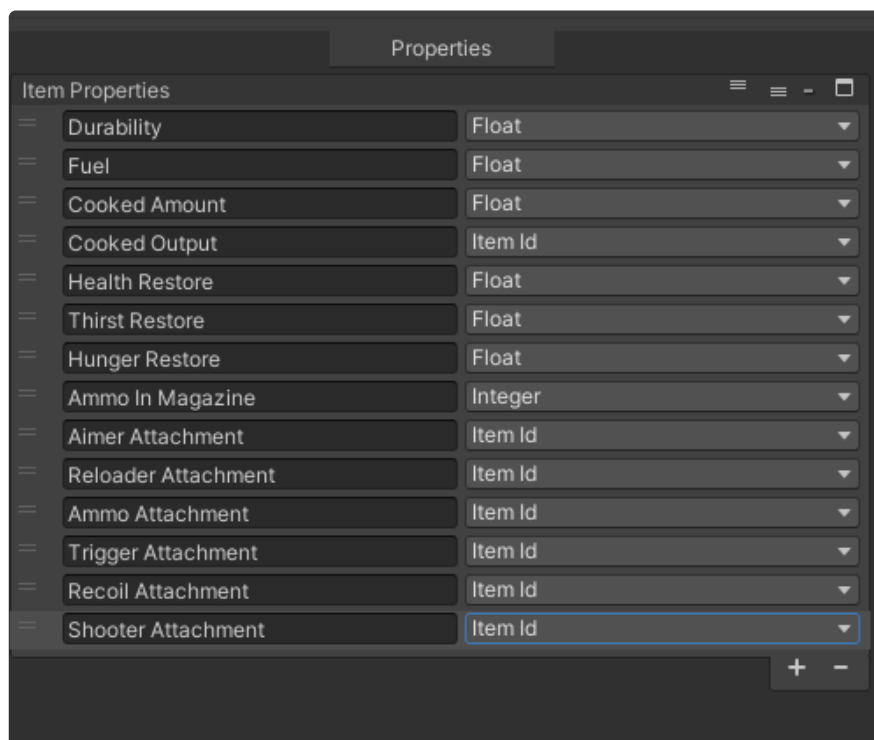 Properties
Item Properties
Durability Float
Fuel Float
Cooked Amount Float
Cooked Output Item Id
Health Restore Float
Thirst Restore Float
Hunger Restore Float
Ammo In Magazine Integer
Aimer Attachment Item Id
Reloader Attachment Item Id
Ammo Attachment Item Id
Trigger Attachment Item Id
Recoil Attachment Item Id
Shooter Attachment Item Id